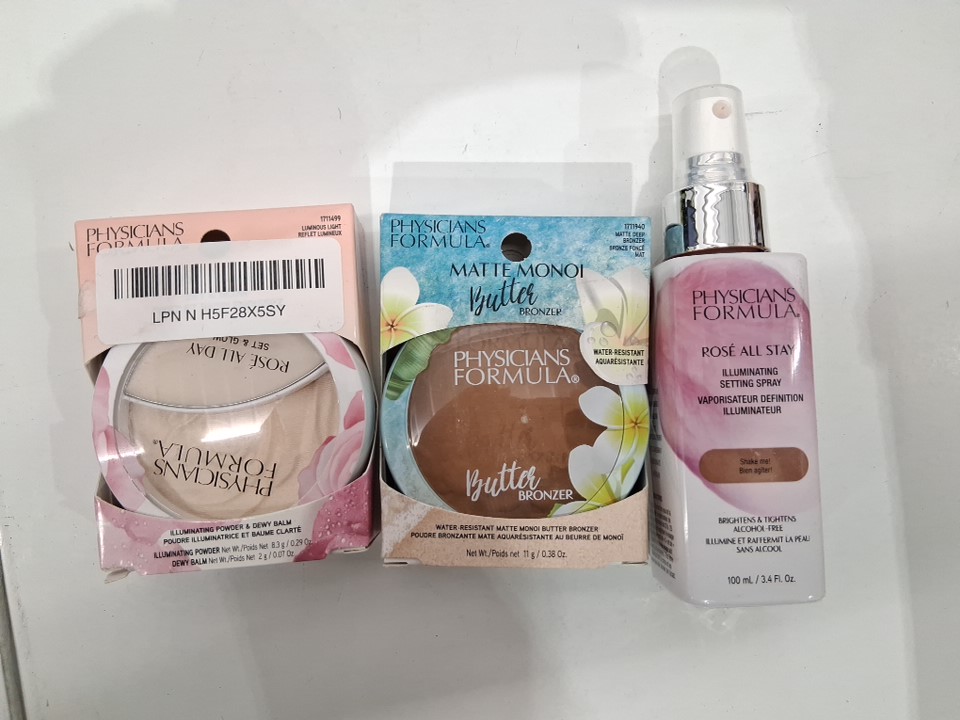 PHYSICIANS
FORMULA
1711499
LUMINOUS LIGHT
REFLET LUMINEUX
LPN N H5F28X5SY
ROSÉ ALL DAY
SET & GLOW
PHYSICIANS
FORMULA®
ILLUMINATING POWDER & DEWY BALM
POUDRE ILLUMINATRICE ET BAUME CLARTÉ
ILLUMINATING POWDER Net Wt./Poids Net 8.3 g / 0.29 Oz.
DEWY BALM Net Wt./Poids Net 2 g / 0.07 Oz.
PHYSICIANS
FORMULA®
1711940
MATTE DEEP
BRONZER
BRONZE FONCÉ
MAT
MATTE MONOI
Butter
BRONZER
WATER-RESISTANT
AQUARÉSISTANTE
PHYSICIANS
FORMULA®
Butter
BRONZER
WATER-RESISTANT MATTE MONOI BUTTER BRONZER
POUDRE BRONZANTE MATE AQUARÉSISTANTE AU BEURRE DE MONOÏ
Net Wt./Poids net 11 g / 0.38 Oz.
PHYSICIANS
FORMULA®
ROSÉ ALL STAY
ILLUMINATING
SETTING SPRAY
VAPORISATEUR DEFINITION
ILLUMINATEUR
Shake me!
Bien agiter!
BRIGHTENS & TIGHTENS
ALCOHOL-FREE
ILLUMINE ET RAFFERMIT LA PEAU
SANS ALCOOL
100 mL / 3.4 Fl. Oz.